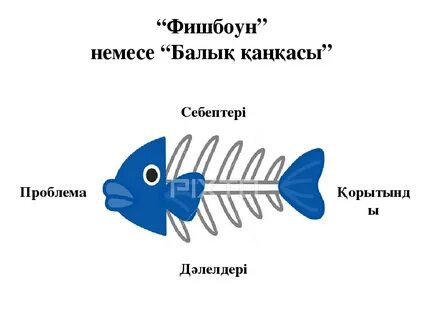 “Фишбоун”
немесе “Балық қаңқасы”
Себептері
Проблема
Қорытынд
ы
Дәлелдері